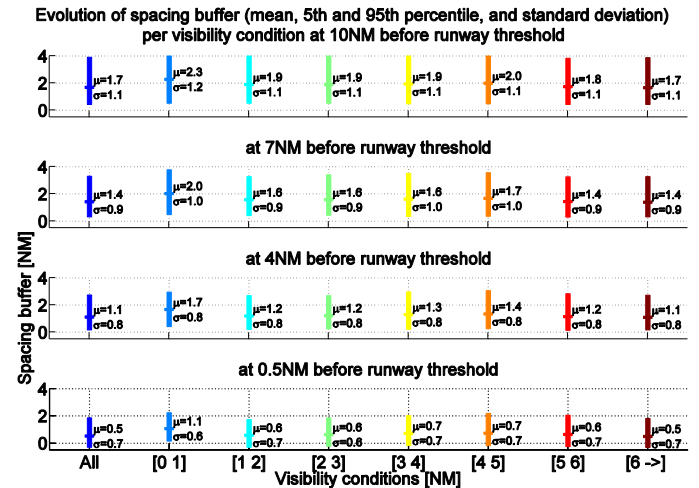 Evolution of spacing buffer (mean, 5th and 95th percentile, and standard deviation)
per visibility condition at 10NM before runway threshold
4
2
0
μ=1.7 μ=2.3 μ=1.9 μ=1.9 μ=1.9 μ=2.0 μ=1.8 μ=1.7
σ=1.1 σ=1.2 σ=1.1 σ=1.1 σ=1.1 σ=1.1 σ=1.1 σ=1.1
at 7NM before runway threshold
4
2
0
μ=1.4 μ=2.0 μ=1.6 μ=1.6 μ=1.6 μ=1.7 μ=1.4 μ=1.4
σ=0.9 σ=1.0 σ=0.9 σ=0.9 σ=1.0 σ=1.0 σ=0.9 σ=0.9
Spacing buffer [NM]
at 4NM before runway threshold
4
2
0
μ=1.1 μ=1.7 μ=1.2 μ=1.2 μ=1.3 μ=1.4 μ=1.2 μ=1.1
σ=0.8 σ=0.8 σ=0.8 σ=0.8 σ=0.8 σ=0.8 σ=0.8 σ=0.8
at 0.5NM before runway threshold
4
2
0
μ=0.5 μ=1.1 μ=0.6 μ=0.6 μ=0.7 μ=0.7 μ=0.6 μ=0.5
σ=0.7 σ=0.6 σ=0.7 σ=0.6 σ=0.7 σ=0.7 σ=0.7 σ=0.7
All [0 1] [1 2] [2 3] [3 4] [4 5] [5 6] [6 ->]
Visibility conditions [NM]